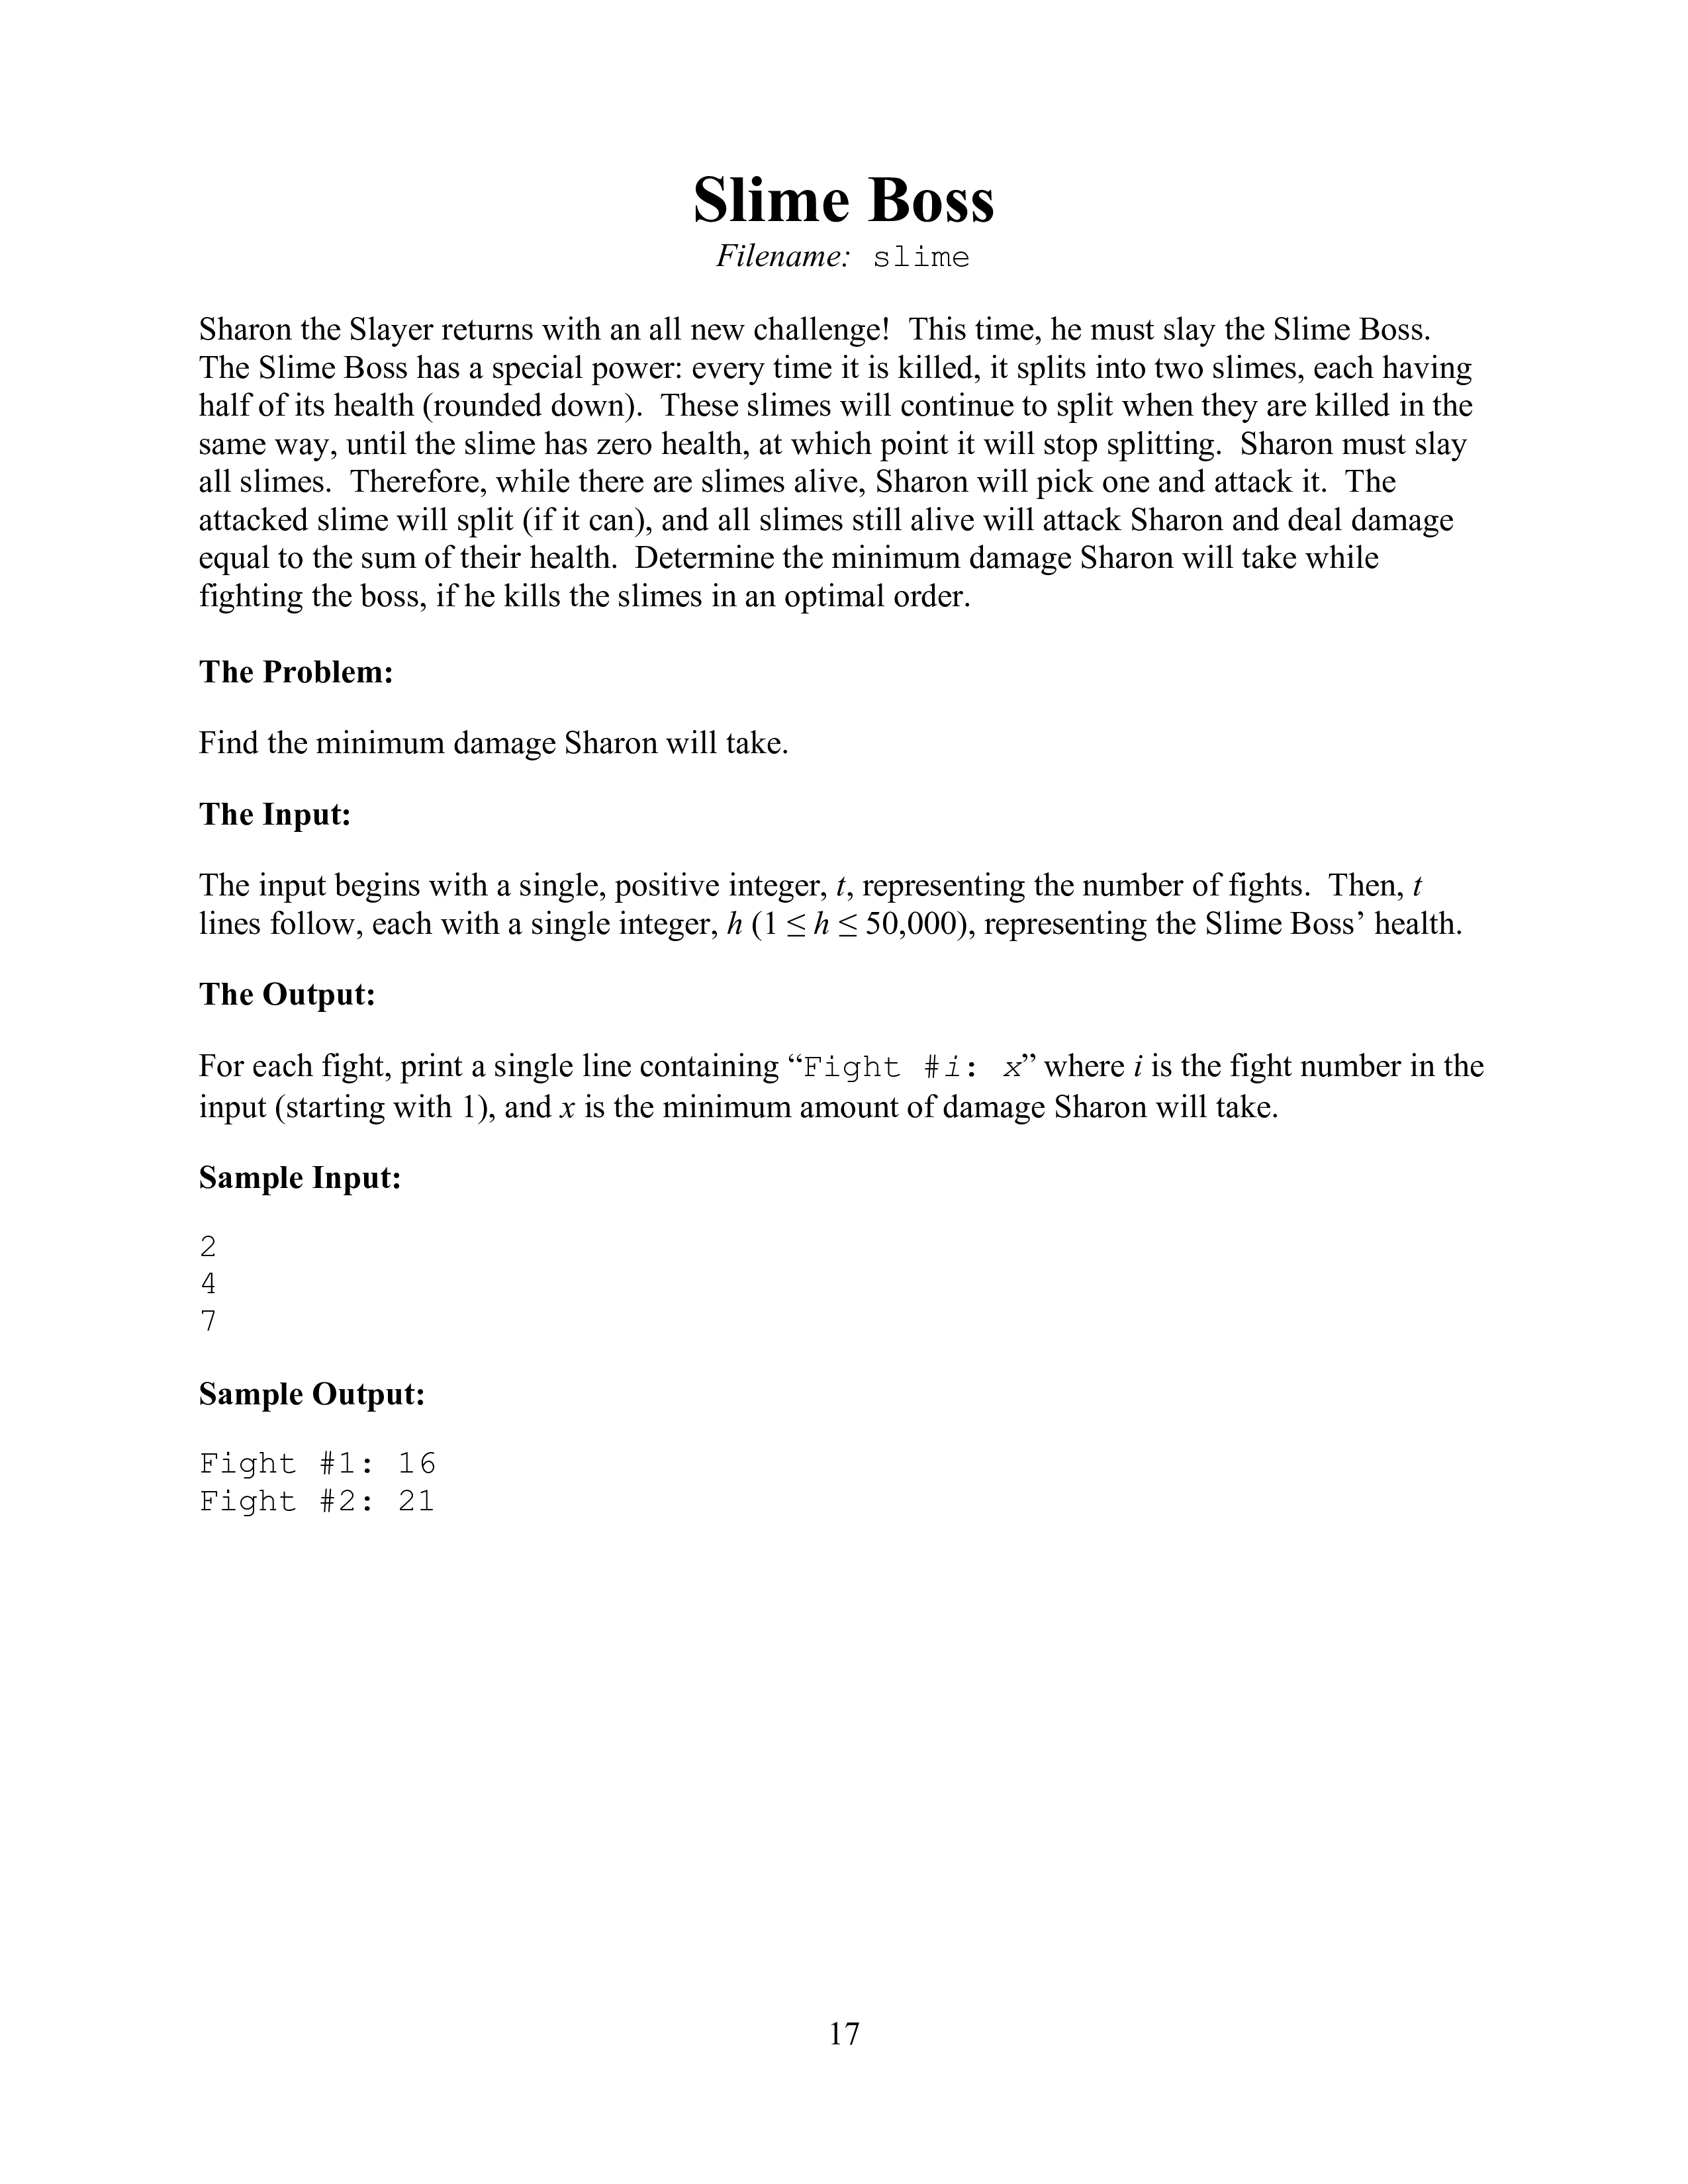 Slime Boss
Filename: slime
Sharon the Slayer returns with an all new challenge! This time, he must slay the Slime Boss.
The Slime Boss has a special power: every time it is killed, it splits into two slimes, each having
half of its health (rounded down). These slimes will continue to split when they are killed in the
same way, until the slime has zero health, at which point it will stop splitting. Sharon must slay
all slimes. Therefore, while there are slimes alive, Sharon will pick one and attack it. The
attacked slime will split (if it can), and all slimes still alive will attack Sharon and deal damage
equal to the sum of their health. Determine the minimum damage Sharon will take while
fighting the boss, if he kills the slimes in an optimal order.
The Problem:
Find the minimum damage Sharon will take.
The Input:
The input begins with a single, positive integer, t, representing the number of fights. Then, t
lines follow, each with a single integer, h (1 ≤ h ≤ 50,000), representing the Slime Boss’ health.
The Output:
For each fight, print a single line containing “Fight #i: x” where i is the fight number in the
input (starting with 1), and x is the minimum amount of damage Sharon will take.
Sample Input:
2
4
7
Sample Output:
Fight #1: 16
Fight #2: 21
17